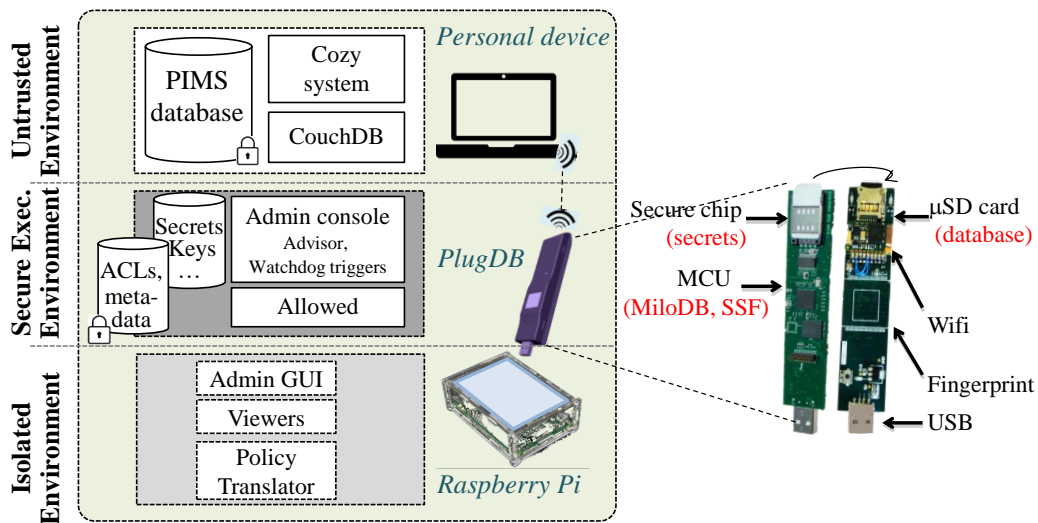 Untrusted
Environment
PIMS
database
Cozy
system
CouchDB
Personal device
Secure Exec.
Environment
Secrets
Keys
…
ACLs,
meta-
data
Admin console
Advisor,
Watchdog triggers
Allowed
PlugDB
Isolated
Environment
Admin GUI
Viewers
Policy
Translator
Raspberry Pi
Secure chip
(secrets)
MCU
(MiloDB, SSF)
µSD card
(database)
Wifi
Fingerprint
USB